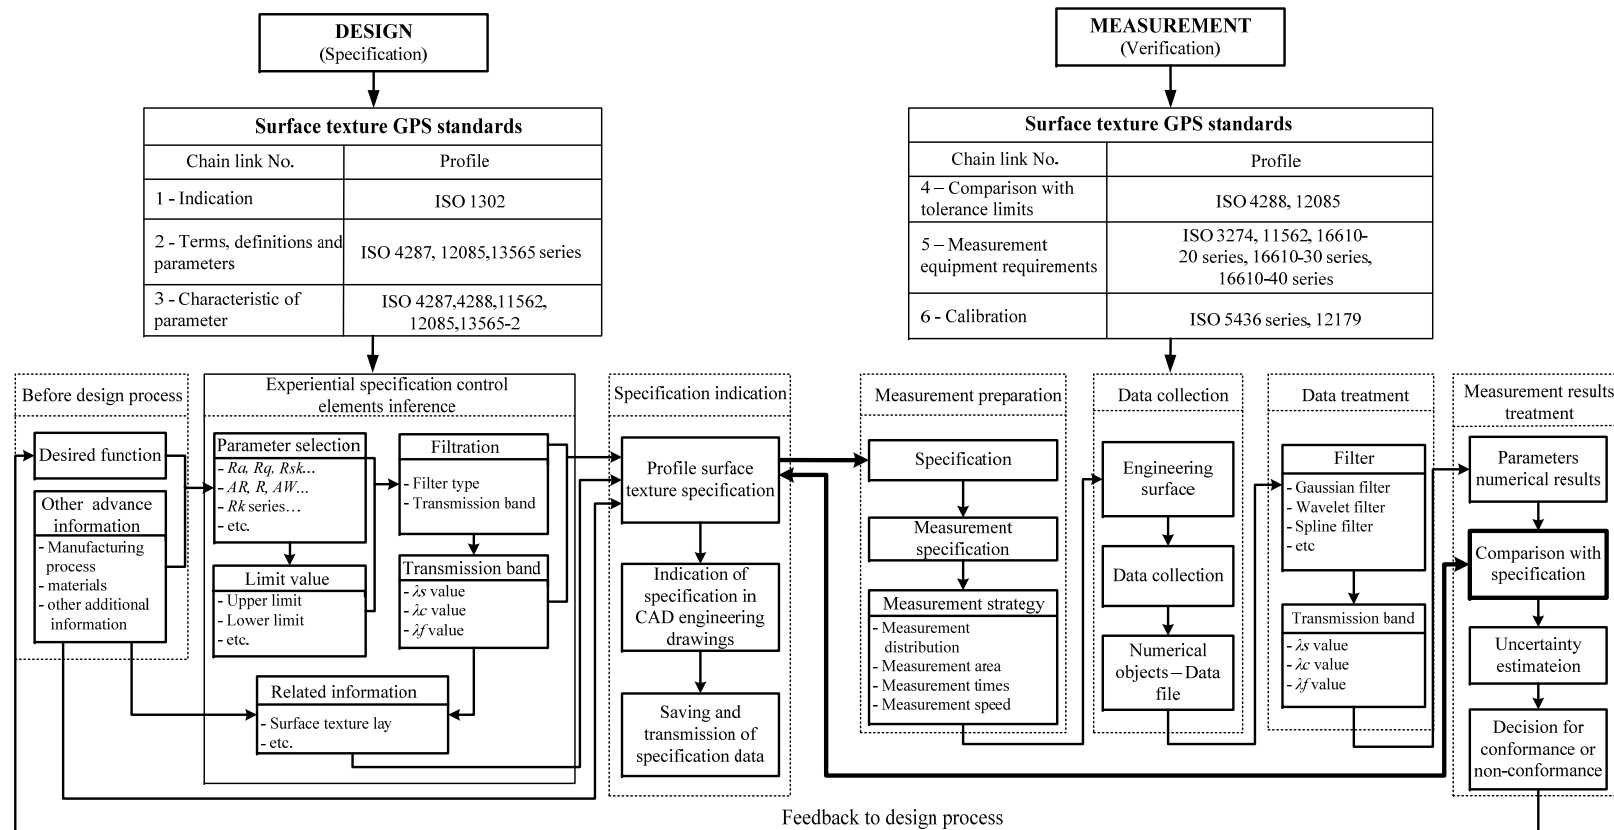 DESIGN
(Specification)
Surface texture GPS standards
Chain link No.
Profile
1 - Indication
ISO 1302
2 - Terms, definitions and
parameters
ISO 4287, 12085,13565 series
3 - Characteristic of
parameter
ISO 4287,4288,11562,
12085,13565-2
MEASUREMENT
(Verification)
Surface texture GPS standards
Chain link No.
Profile
4 – Comparison with
tolerance limits
ISO 4288, 12085
5 – Measurement
equipment requirements
ISO 3274, 11562, 16610-
20 series, 16610-30 series,
16610-40 series
6 - Calibration
ISO 5436 series, 12179
Before design process
Desired function
Other advance
information
- Manufacturing
process
- materials
- other additional
information
Experiential specification control
elements inference
Parameter selection
- Ra, Rq, Rsk...
- AR, R, AW...
- Rk series...
- etc.
Limit value
- Upper limit
- Lower limit
- etc.
Filtration
- Filter type
- Transmission band
Transmission band
- λs value
- λc value
- λf value
Related information
- Surface texture lay
- etc.
Specification indication
Profile surface
texture specification
Indication of
specification in
CAD engineering
drawings
Saving and
transmission of
specification data
Measurement preparation
Specification
Measurement
specification
Measurement strategy
- Measurement
distribution
- Measurement area
- Measurement times
- Measurement speed
Data collection
Engineering
surface
Data collection
Numerical
objects – Data
file
Data treatment
Filter
- Gaussian filter
- Wavelet filter
- Spline filter
- etc
Transmission band
- λs value
- λc value
- λf value
Measurement results
treatment
Parameters
numerical results
Comparison with
specification
Uncertainty
estimateion
Decision for
conformance or
non-conformance
Feedback to design process